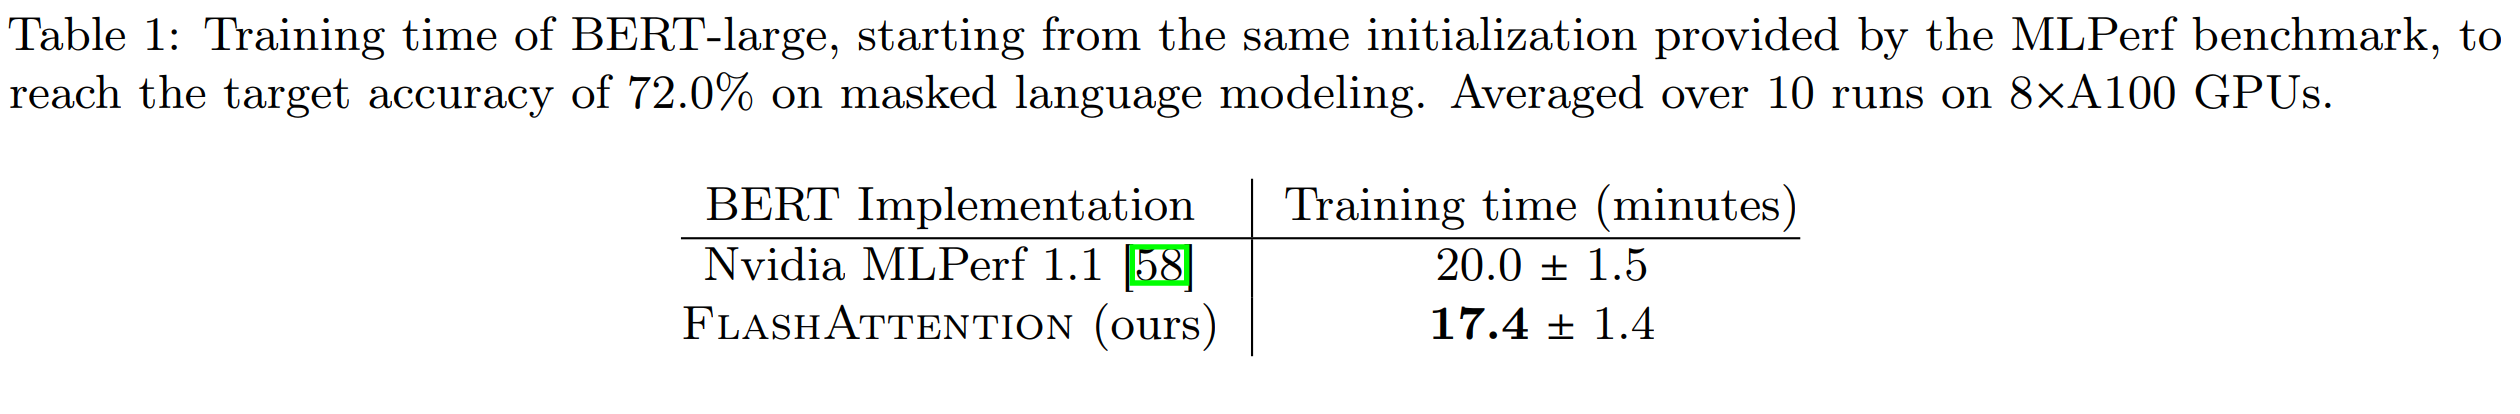 Table 1: Training time of BERT-large, starting from the same initialization provided by the MLPerf benchmark, to
reach the target accuracy of 72.0% on masked language modeling. Averaged over 10 runs on 8×A100 GPUs.
BERT Implementation Training time (minutes)
Nvidia MLPerf 1.1 [58] 20.0 ± 1.5
FlashAttention (ours) 17.4 ± 1.4